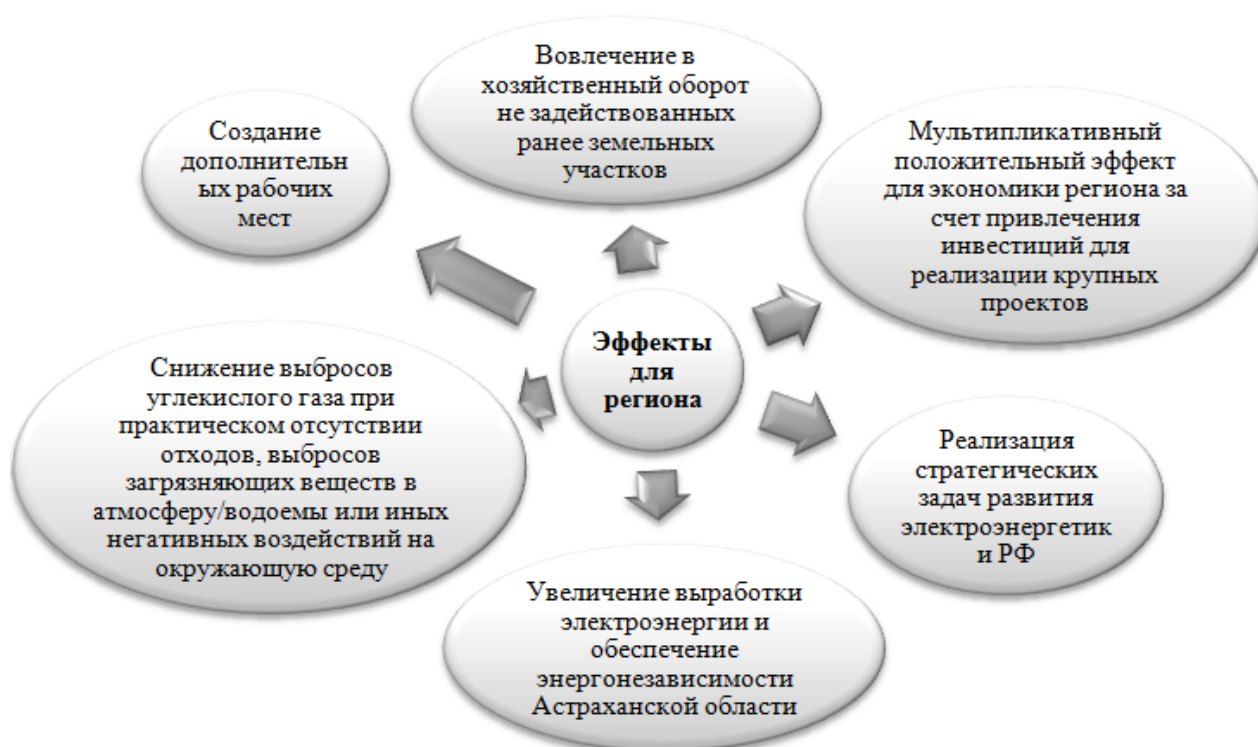 Вовлечение в
хозяйственный оборот
не задействованных
ранее земельных
участков
Создание
дополнительн
ых рабочих
мест
Мультипликативный
положительный эффект
для экономики региона за
счет привлечения
инвестиций для
реализации крупных
проектов
Эффекты
для
региона
Снижение выбросов
углекислого газа при
практическом отсутствии
отходов, выбросов
загрязняющих веществ в
атмосферу/водоемы или иных
негативных воздействий на
окружающую среду
Реализация
стратегических
задач развития
электроэнергетик
и РФ
Увеличение выработки
электроэнергии и
обеспечение
энергонезависимости
Астраханской области